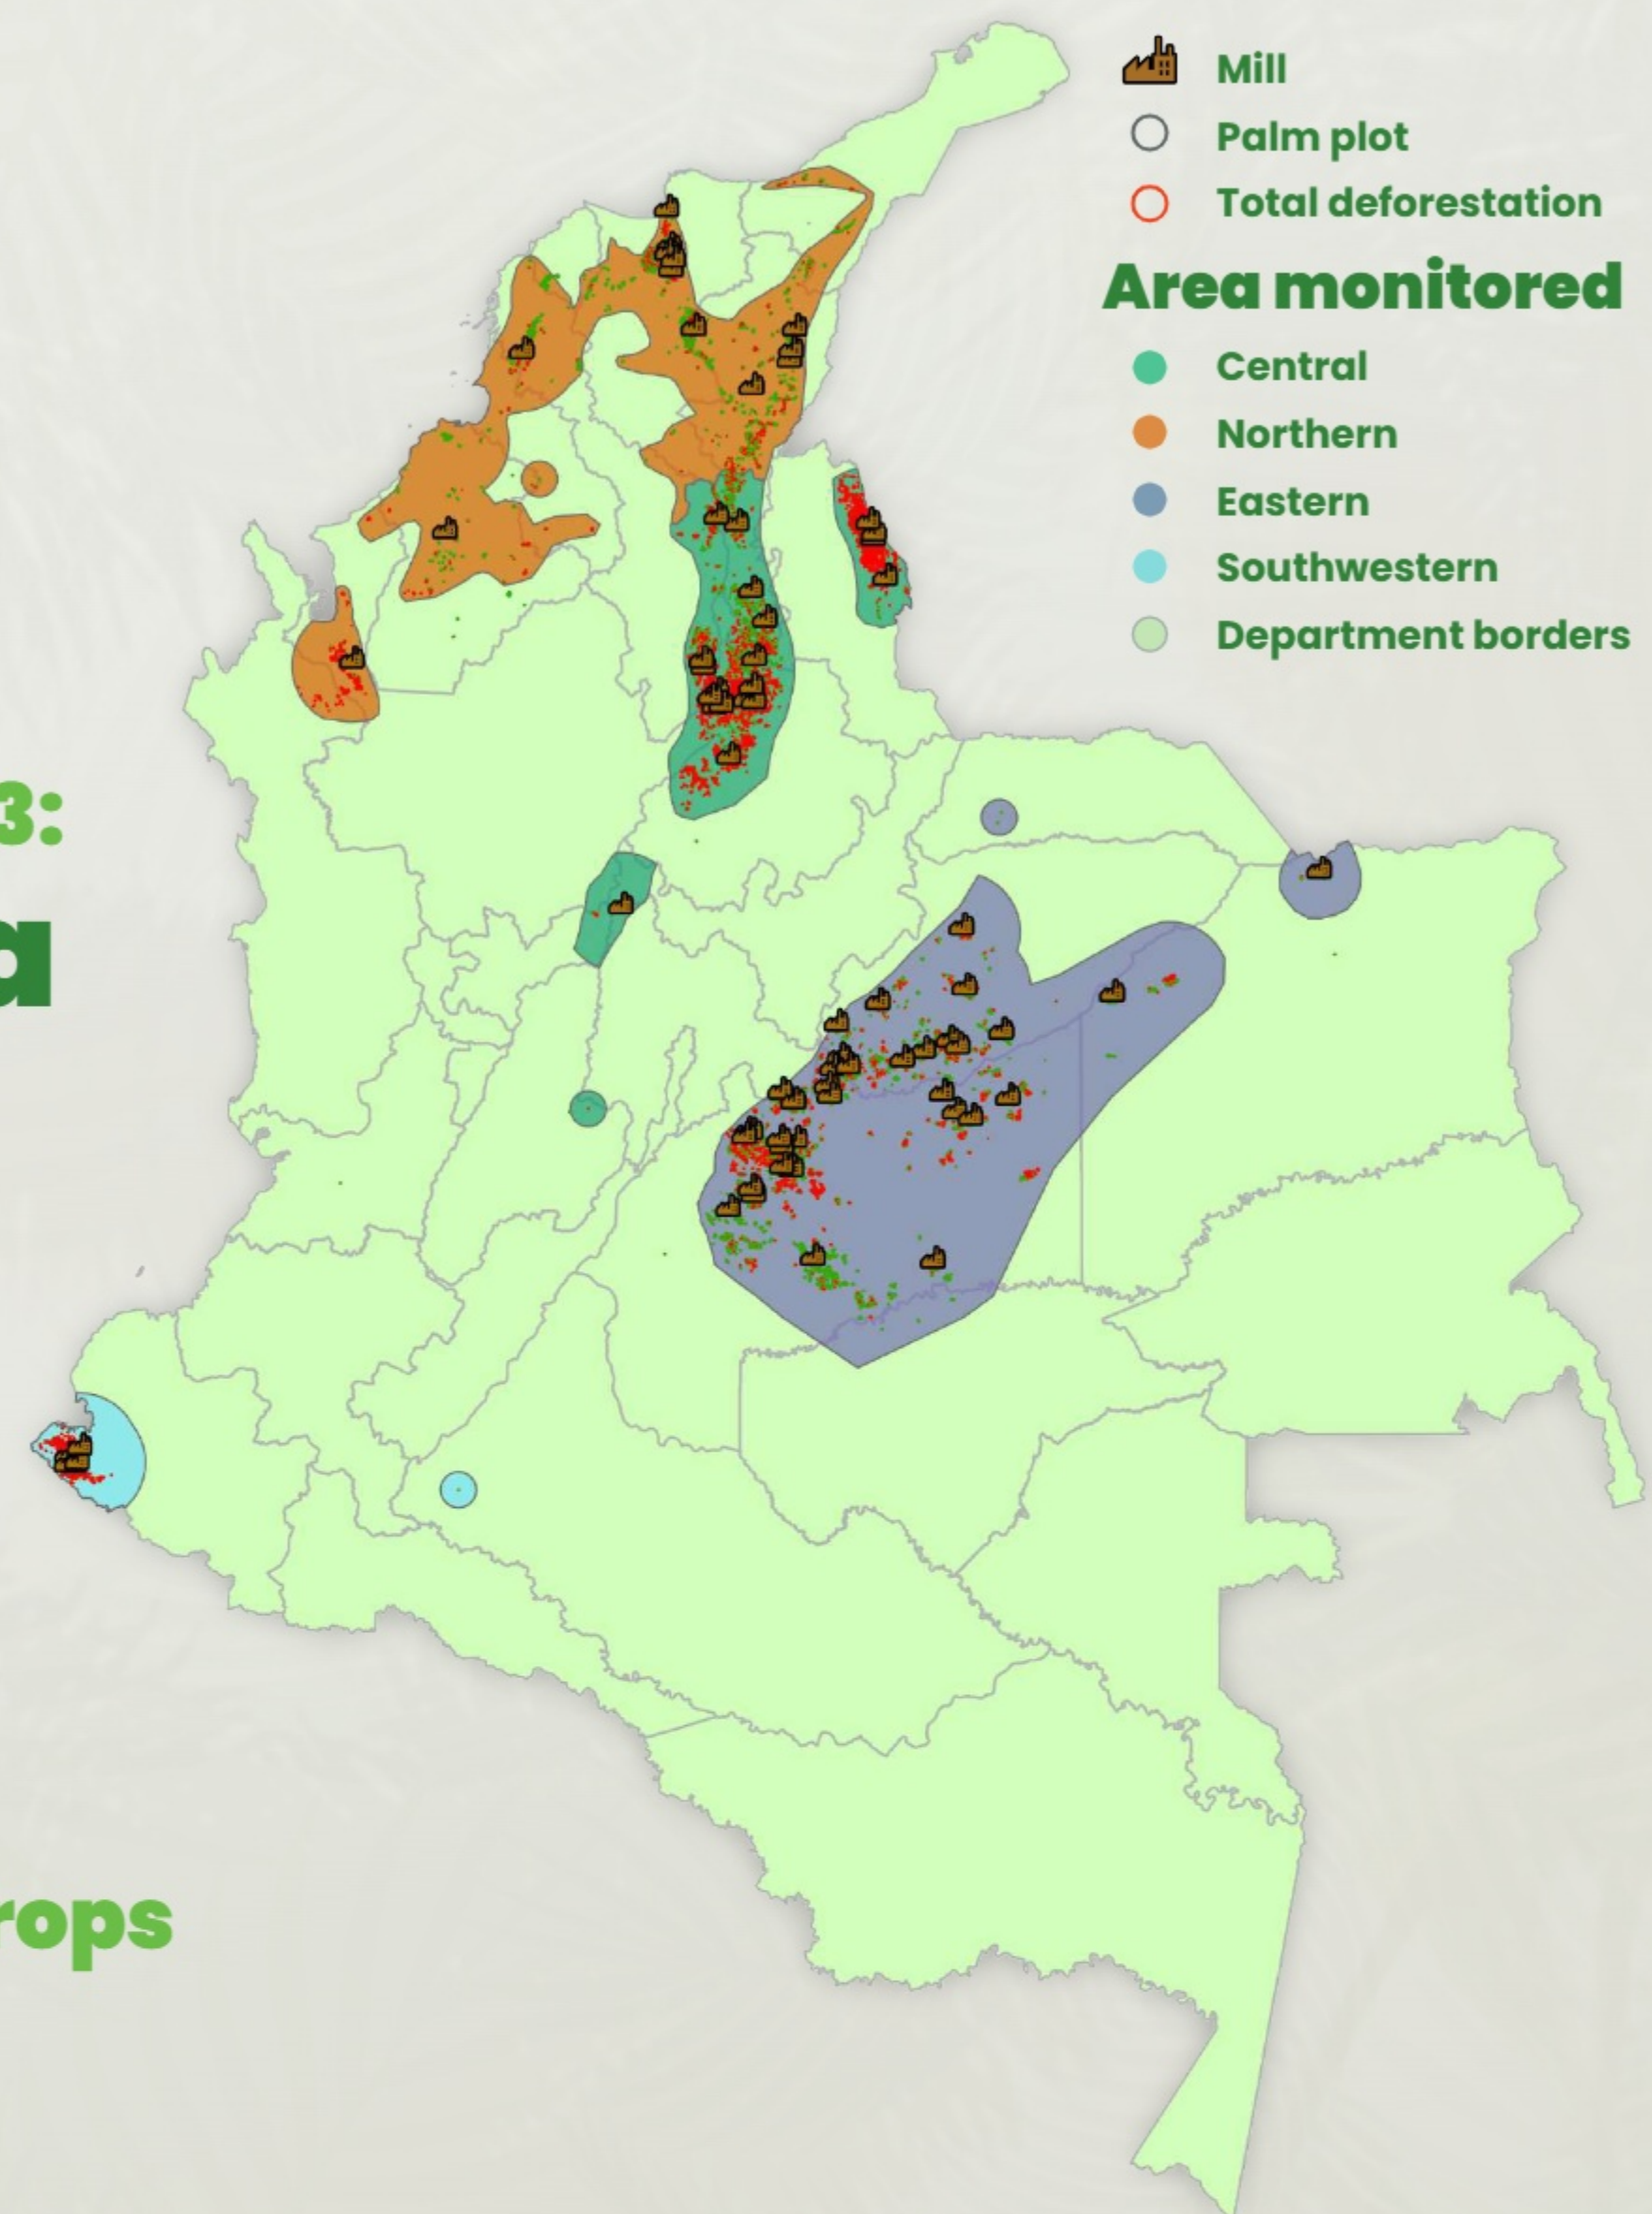 Mill
Palm plot
Total deforestation
Area monitored
Central
Northern
Eastern
Southwestern
Department borders
3:
a
rops